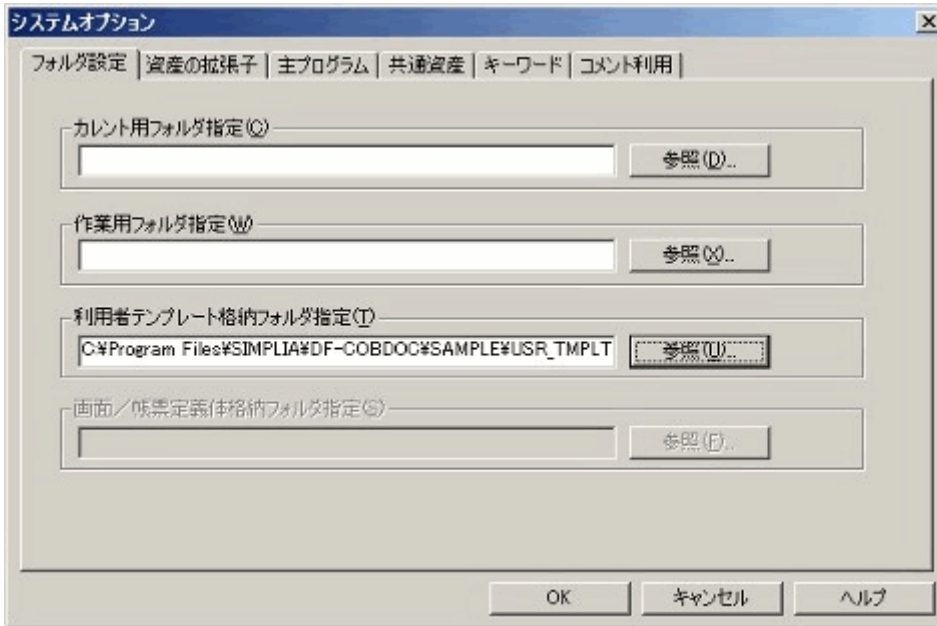 システムオプション
フォルダ設定 資産の拡張子 主プログラム 共通資産 キーワード コメント利用
カレント用フォルダ指定(C)
参照(D)...
作業用フォルダ指定(W)
参照(X)...
利用者テンプレート格納フォルダ指定(T)
C:¥Program Files¥SIMPLIA¥DF-COBDOC¥SAMPLE¥USR_TMPLT 参照(U)...
画面／帳票定義体格納フォルダ指定(S)
参照(F)...
OK キャンセル ヘルプ